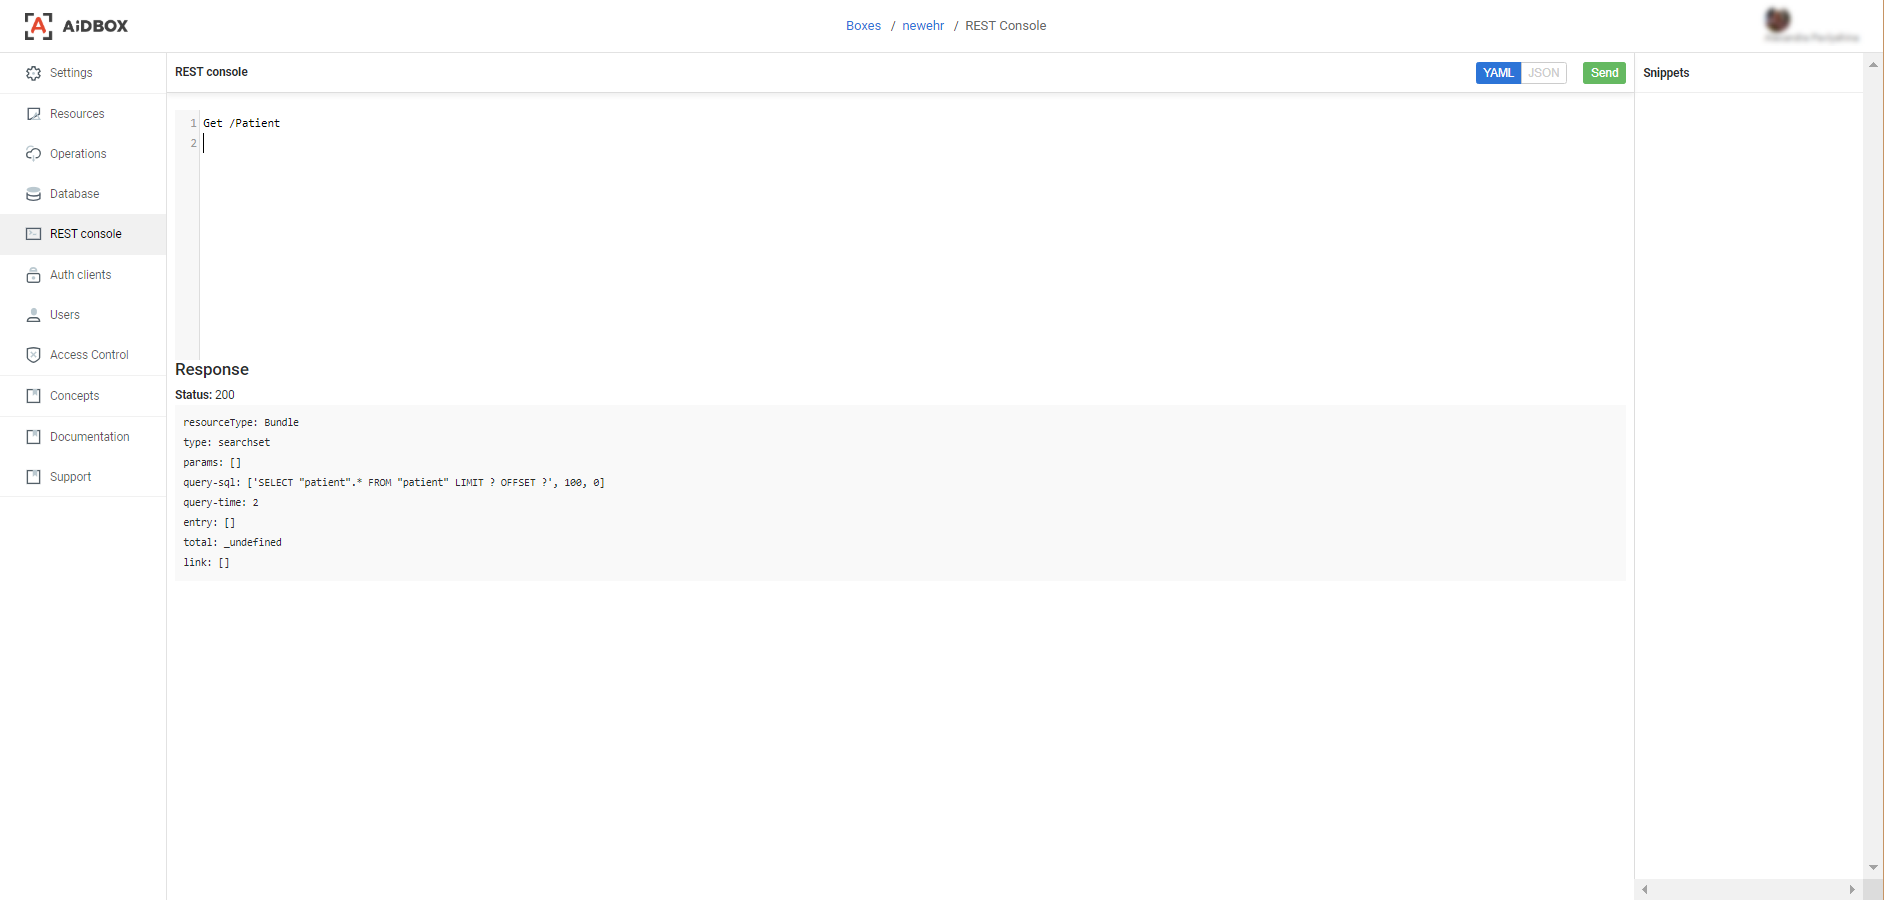 AiDBOX
Boxes / newehr / REST Console
Settings
Resources
Operations
Database
REST console
Auth clients
Users
Access Control
Concepts
Documentation
Support
REST console
YAML JSON Send
1 Get /Patient
2
Response
Status: 200
resourceType: Bundle
type: searchset
params: []
query-sql: ['SELECT "patient".* FROM "patient" LIMIT ? OFFSET ?', 100, 0]
query-time: 2
entry: []
total: _undefined
link: []
Snippets